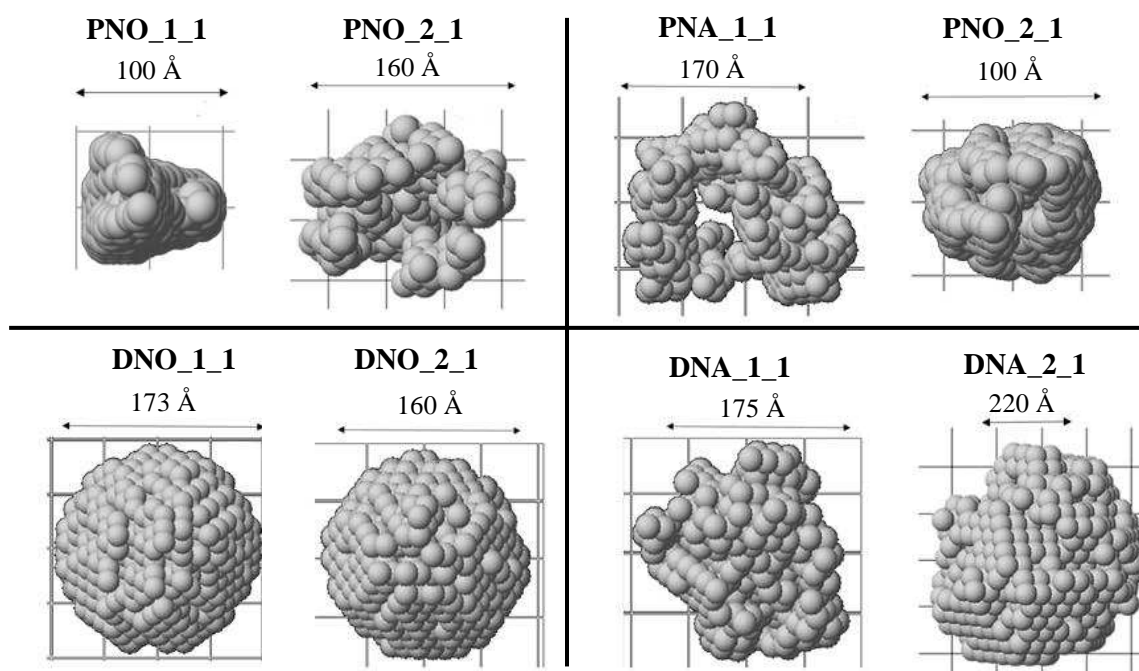 PNO_1_1 PNO_2_1 PNA_1_1 PNO_2_1
100 Å 160 Å 170 Å 100 Å
DNO_1_1 DNO_2_1 DNA_1_1 DNA_2_1
173 Å 160 Å 175 Å 220 Å